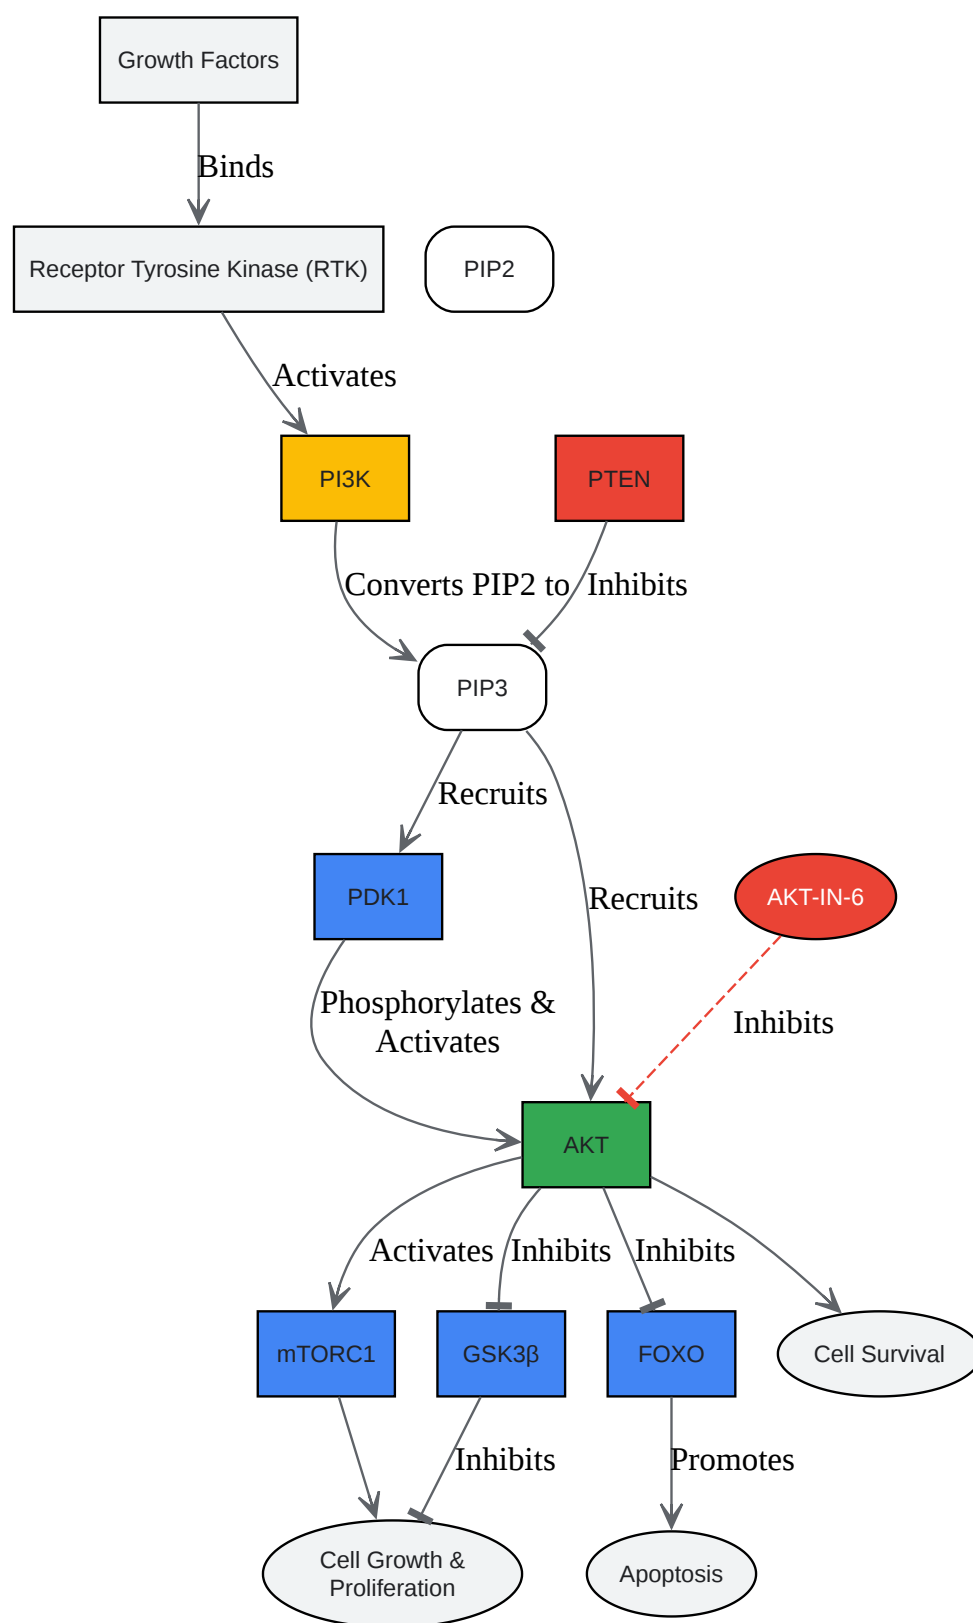 Growth Factors
Binds
Receptor Tyrosine Kinase (RTK)
PIP2
Activates
PI3K
PTEN
Converts PIP2 to
Inhibits
PIP3
Recruits
PDK1
Recruits
AKT-IN-6
Phosphorylates &
Activates
Inhibits
AKT
Activates
Inhibits
Inhibits
mTORC1
GSK3β
FOXO
Cell Survival
Inhibits
Promotes
Cell Growth &
Proliferation
Apoptosis